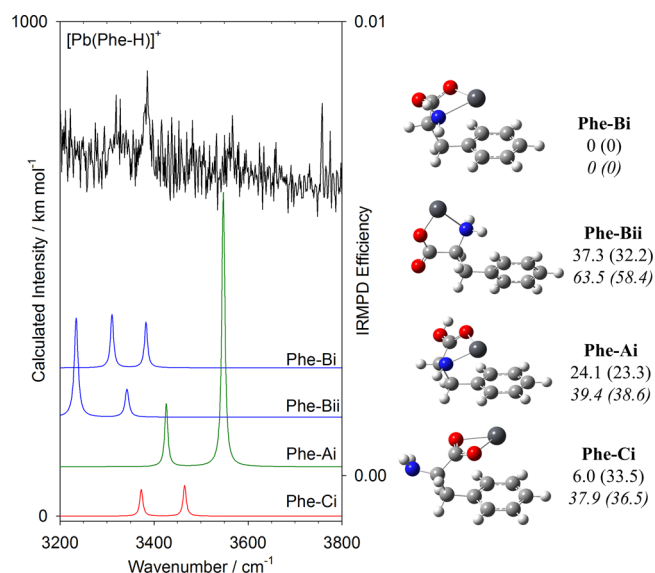 1000
0.01
[Pb(Phe-H)]+
Calculated Intensity / km mol-1
IRMPD Efficiency
Phe-Bi
Phe-Bii
Phe-Ai
Phe-Ci
0
0.00
3200
3400
3600
3800
Wavenumber / cm-1
Phe-Bi
0 (0)
0 (0)
Phe-Bii
37.3 (32.2)
63.5 (58.4)
Phe-Ai
24.1 (23.3)
39.4 (38.6)
Phe-Ci
6.0 (33.5)
37.9 (36.5)